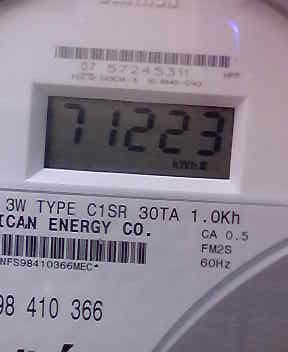 07 57245311
71223
kWh
3W TYPE C1SR 30TA 1.0Kh
ICAN ENERGY CO.
CA 0.5
FM2S
60Hz
NFS98410366MEC*
98 410 366